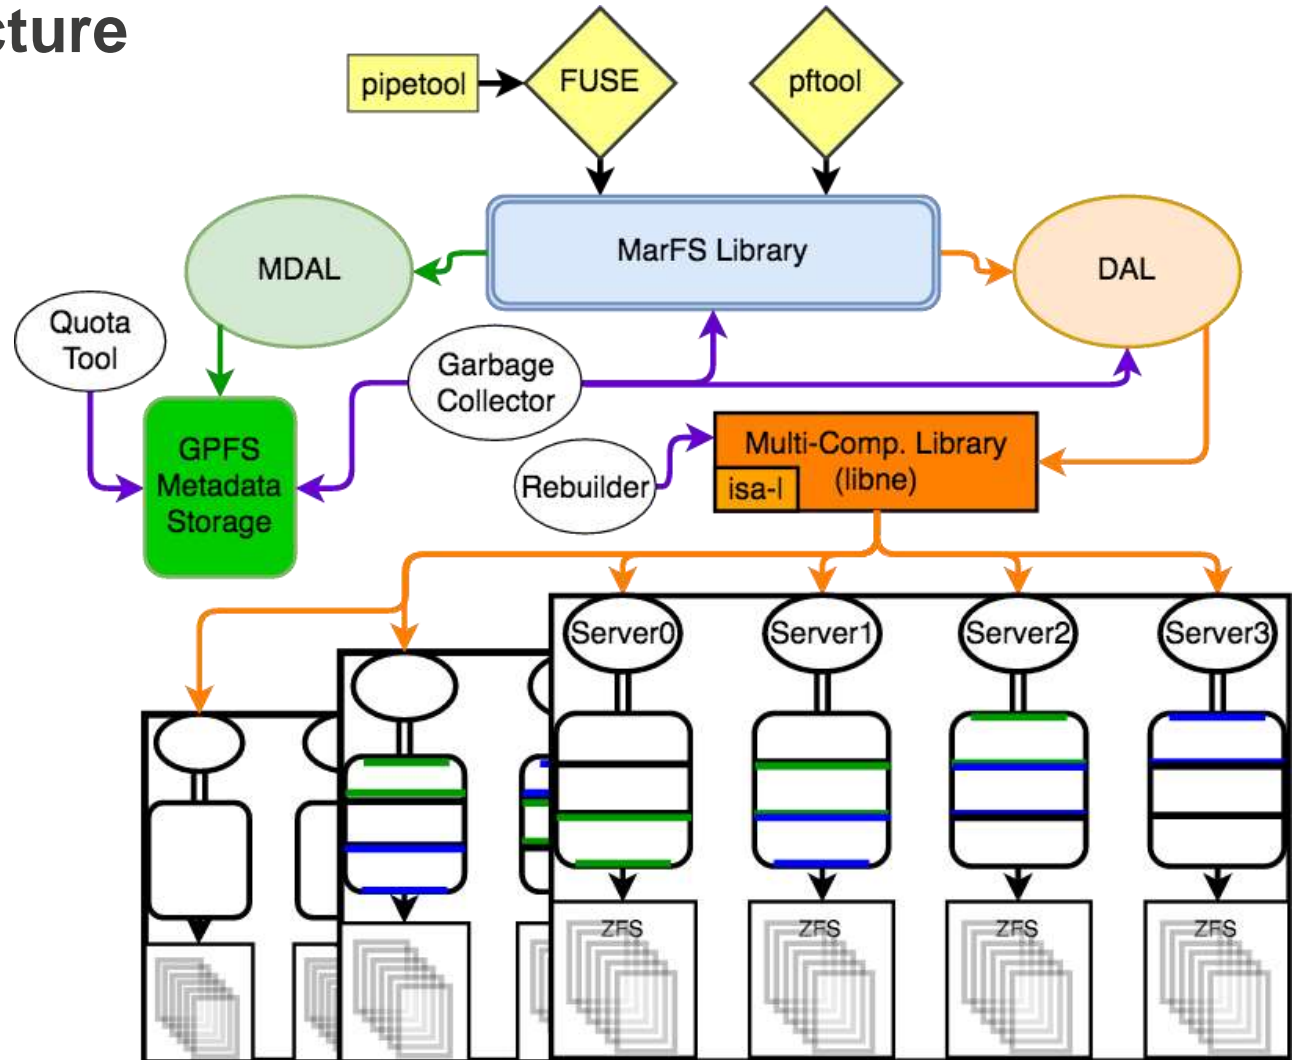 cture
pipetool
FUSE
pftool
MarFS Library
MDAL
DAL
Quota
Tool
Garbage
Collector
GPFS
Metadata
Storage
Multi-Comp. Library
(libne)
isa-l
Rebuilder
Server0
Server1
Server2
Server3
ZFS
ZFS
ZFS
ZFS